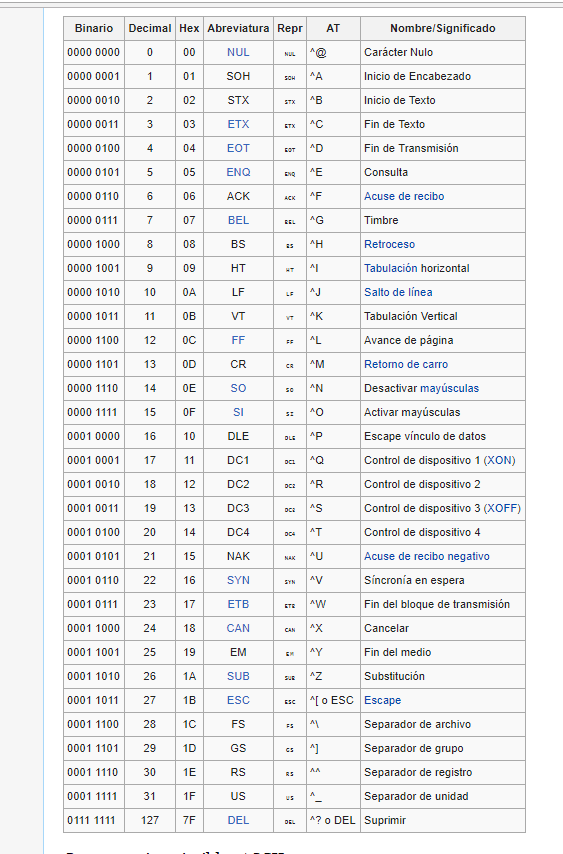 Binario Decimal Hex Abreviatura Repr AT Nombre/Significado
0000 0000 0 00 NUL NUL ^@ Carácter Nulo
0000 0001 1 01 SOH SOH ^A Inicio de Encabezado
0000 0010 2 02 STX STX ^B Inicio de Texto
0000 0011 3 03 ETX ETX ^C Fin de Texto
0000 0100 4 04 EOT EOT ^D Fin de Transmisión
0000 0101 5 05 ENQ ENQ ^E Consulta
0000 0110 6 06 ACK ACK ^F Acuse de recibo
0000 0111 7 07 BEL BEL ^G Timbre
0000 1000 8 08 BS BS ^H Retroceso
0000 1001 9 09 HT HT ^I Tabulación horizontal
0000 1010 10 0A LF LF ^J Salto de línea
0000 1011 11 0B VT VT ^K Tabulación Vertical
0000 1100 12 0C FF FF ^L Avance de página
0000 1101 13 0D CR CR ^M Retorno de carro
0000 1110 14 0E SO SO ^N Desactivar mayúsculas
0000 1111 15 0F SI SI ^O Activar mayúsculas
0001 0000 16 10 DLE DLE ^P Escape vínculo de datos
0001 0001 17 11 DC1 DC1 ^Q Control de dispositivo 1 (XON)
0001 0010 18 12 DC2 DC2 ^R Control de dispositivo 2
0001 0011 19 13 DC3 DC2 ^S Control de dispositivo 3 (XOFF)
0001 0100 20 14 DC4 DC4 ^T Control de dispositivo 4
0001 0101 21 15 NAK NAK ^U Acuse de recibo negativo
0001 0110 22 16 SYN SYN ^V Síncronía en espera
0001 0111 23 17 ETB ETB ^W Fin del bloque de transmisión
0001 1000 24 18 CAN CAN ^X Cancelar
0001 1001 25 19 EM EM ^Y Fin del medio
0001 1010 26 1A SUB SUB ^Z Substitución
0001 1011 27 1B ESC ESC ^[ o ESC Escape
0001 1100 28 1C FS FS ^\ Separador de archivo
0001 1101 29 1D GS GS ^] Separador de grupo
0001 1110 30 1E RS RS ^^ Separador de registro
0001 1111 31 1F US US ^_ Separador de unidad
0111 1111 127 7F DEL DEL ^? o DEL Suprimir